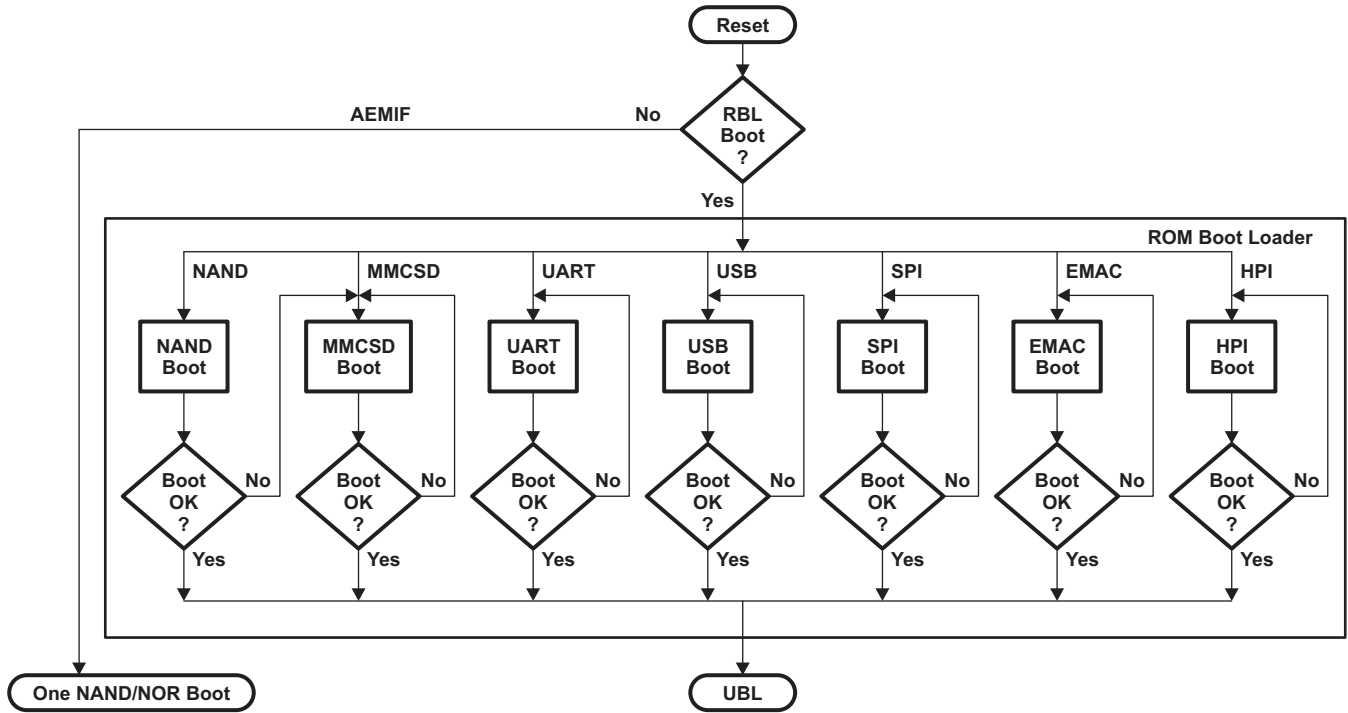 Reset
AEMIF
No
RBL
Boot
?
Yes
ROM Boot Loader
NAND
MMCSD
UART
USB
SPI
EMAC
HPI
NAND
Boot
MMCSD
Boot
UART
Boot
USB
Boot
SPI
Boot
EMAC
Boot
HPI
Boot
Boot
OK
?
No
Boot
OK
?
No
Boot
OK
?
No
Boot
OK
?
No
Boot
OK
?
No
Boot
OK
?
No
Boot
OK
?
No
Yes
Yes
Yes
Yes
Yes
Yes
Yes
One NAND/NOR Boot
UBL